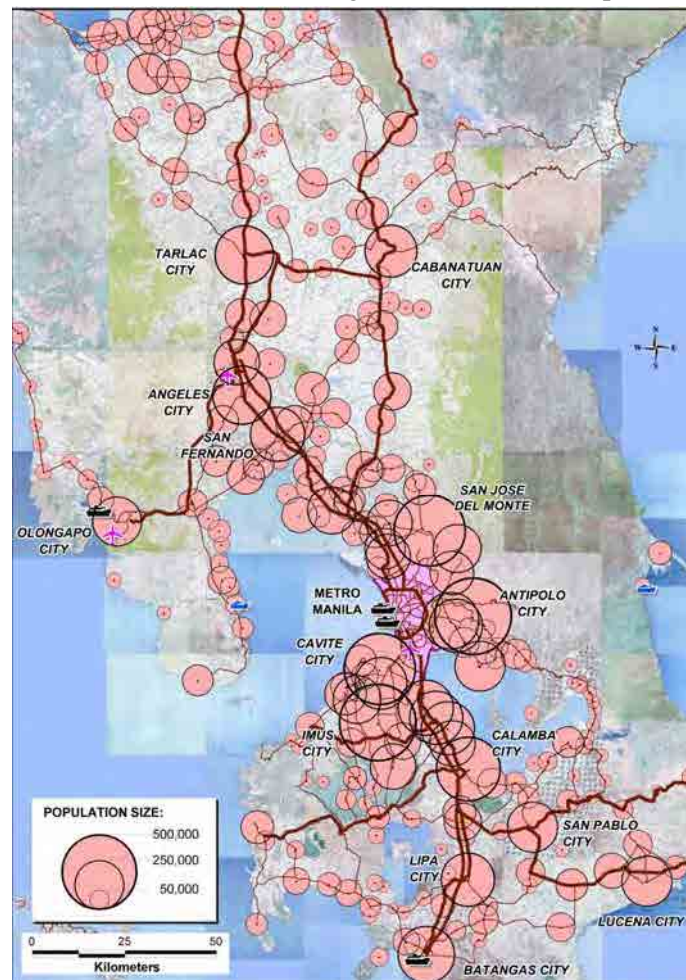 TARLAC
CITY
CABANATUAN
CITY
N
W
E
S
ANGELES
CITY
SAN
FERNANDO
SAN JOSE
DEL MONTE
OLONGAPO
CITY
METRO
MANILA
ANTIPOLO
CITY
CAVITE
CITY
IMUS
CITY
CALAMBA
CITY
POPULATION SIZE:
500,000
250,000
50,000
SAN PABLO
CITY
LIPA
CITY
LUCENA CITY
0 25 50
Kilometers
BATANGAS CITY